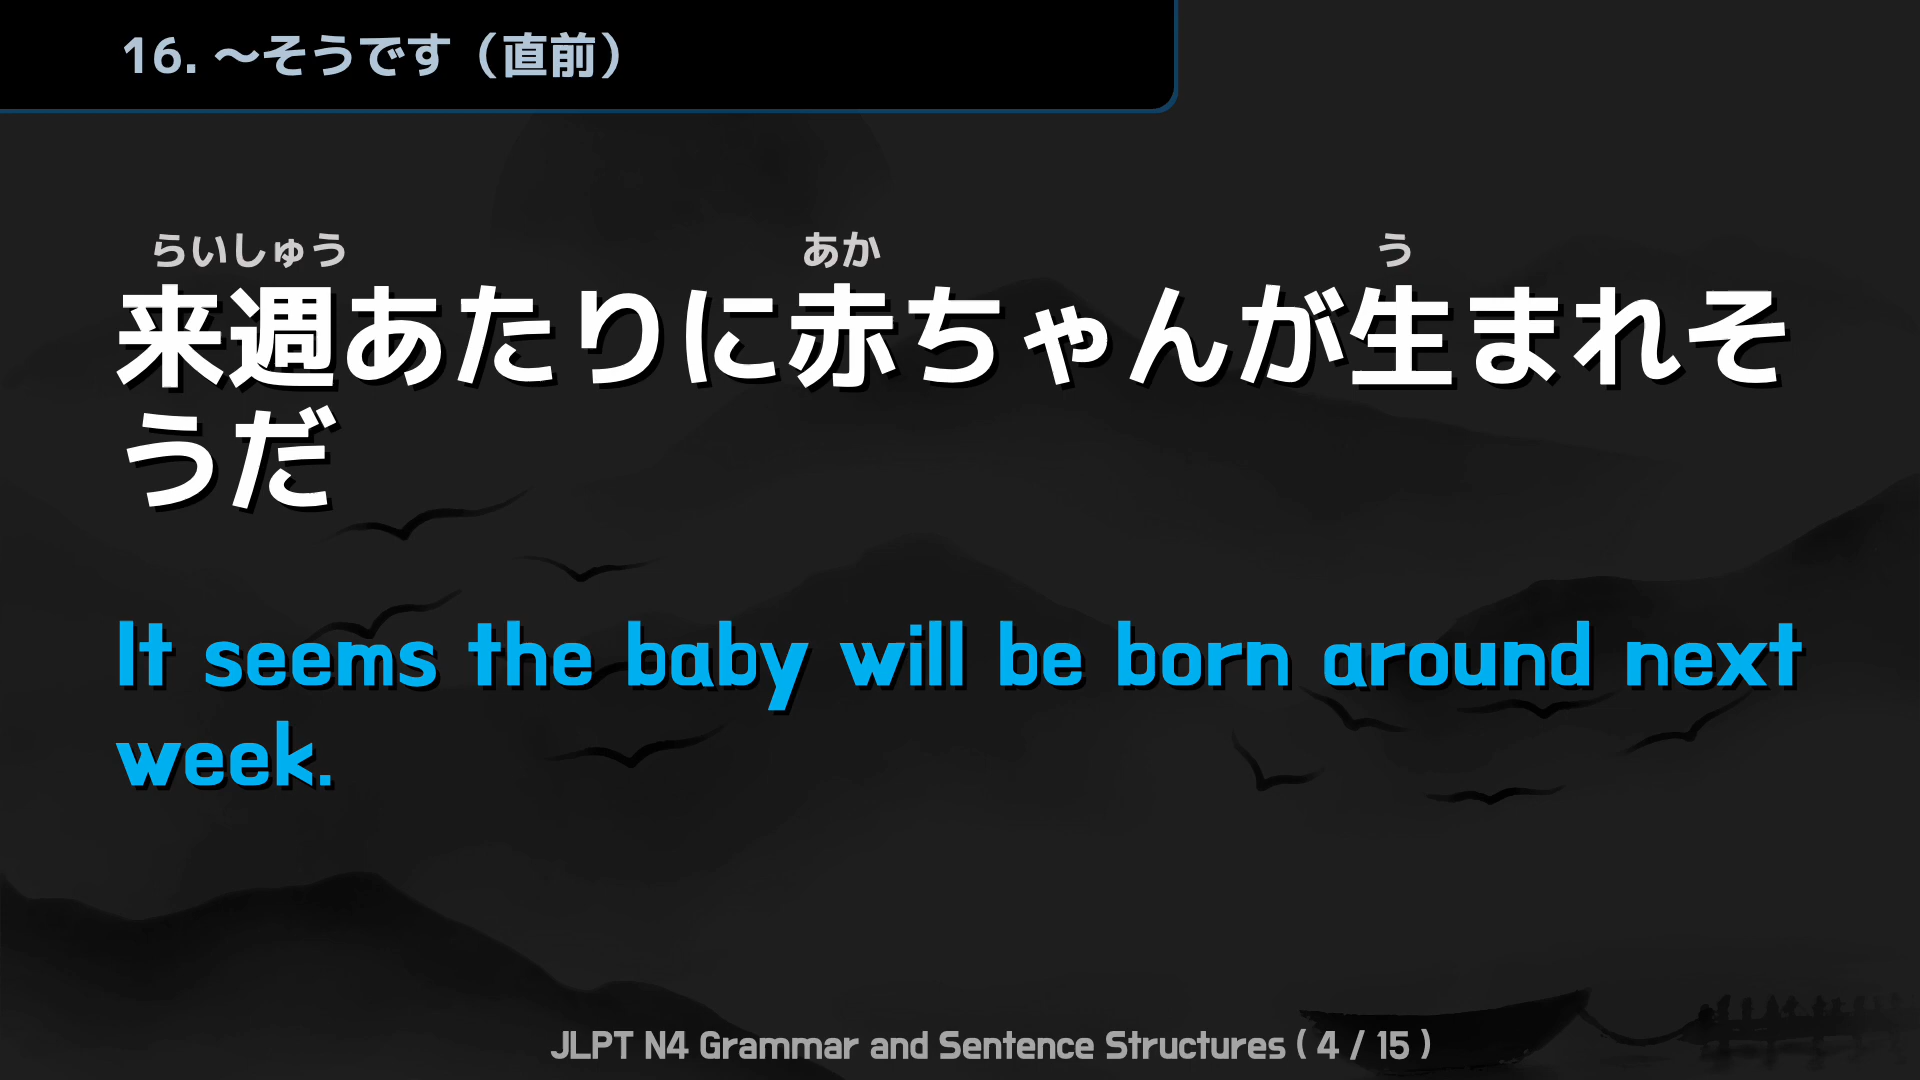 16. ～そうです（直前）
らいしゅう あか う
来週あたりに赤ちゃんが生まれそ
うだ
It seems the baby will be born around next
week.
JLPT N4 Grammar and Sentence Structures ( 4 / 15 )